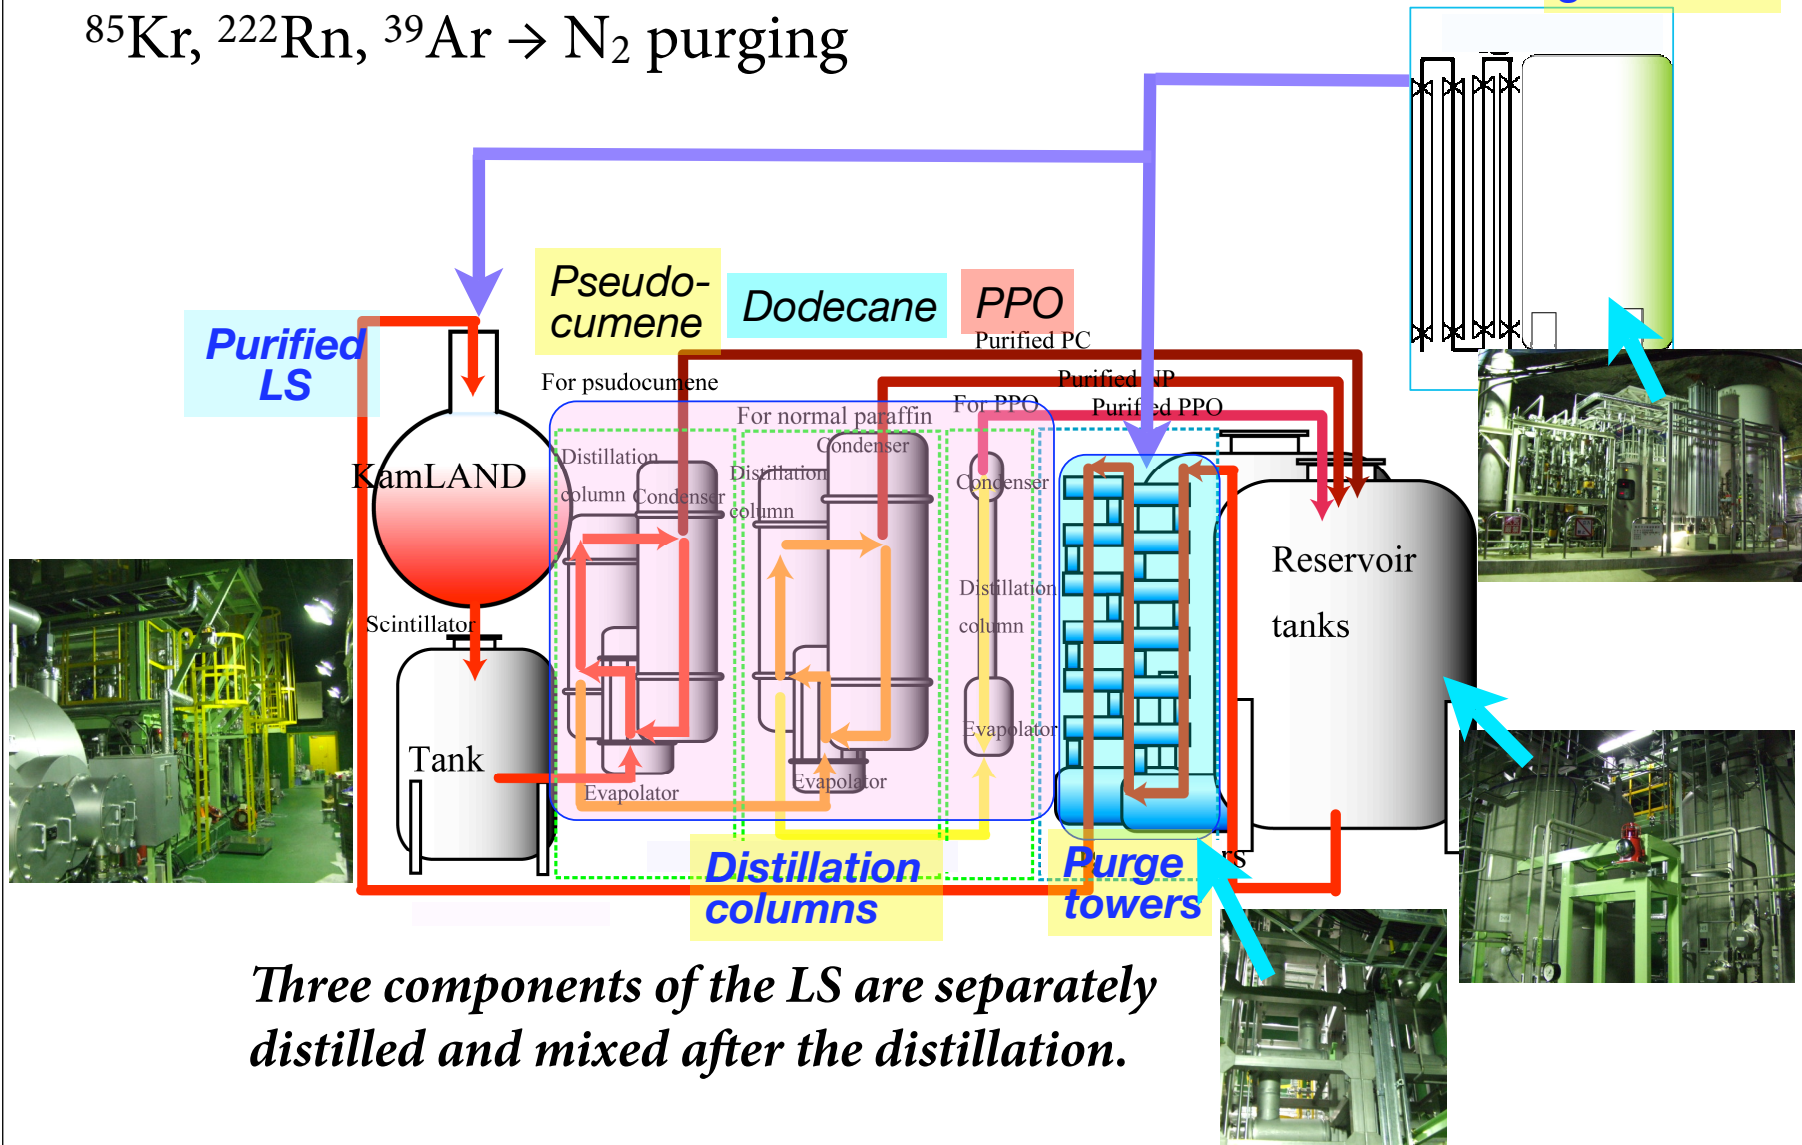 ⁸⁵Kr, ²²²Rn, ³⁹Ar → N₂ purging
Pseudo-
cumene
Dodecane
PPO
Purified
LS
Purified PC
For psudocumene
Purified NP
For PPO
Purified PPO
For normal paraffin
Condenser
Distillation
column
Condenser
Distillation
column
Condenser
KamLAND
Distillation
column
Reservoir
tanks
Scintillator
Tank
Evapolator
Evapolator
Evapolator
Distillation
columns
Purge
towers
rs
Three components of the LS are separately
distilled and mixed after the distillation.